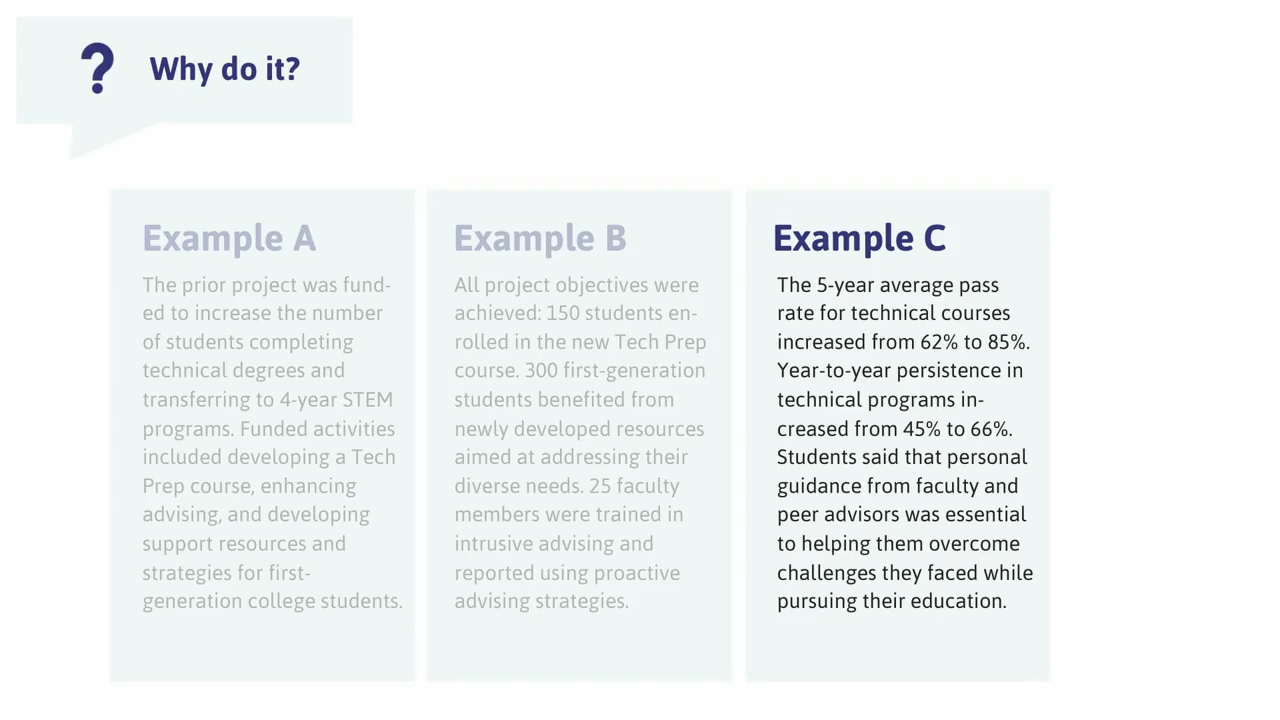 ? Why do it?
Example A
The prior project was fund-
ed to increase the number
of students completing
technical degrees and
transferring to 4-year STEM
programs. Funded activities
included developing a Tech
Prep course, enhancing
advising, and developing
support resources and
strategies for first-
generation college students.
Example B
All project objectives were
achieved: 150 students en-
rolled in the new Tech Prep
course. 300 first-generation
students benefited from
newly developed resources
aimed at addressing their
diverse needs. 25 faculty
members were trained in
intrusive advising and
reported using proactive
advising strategies.
Example C
The 5-year average pass
rate for technical courses
increased from 62% to 85%.
Year-to-year persistence in
technical programs in-
creased from 45% to 66%.
Students said that personal
guidance from faculty and
peer advisors was essential
to helping them overcome
challenges they faced while
pursuing their education.